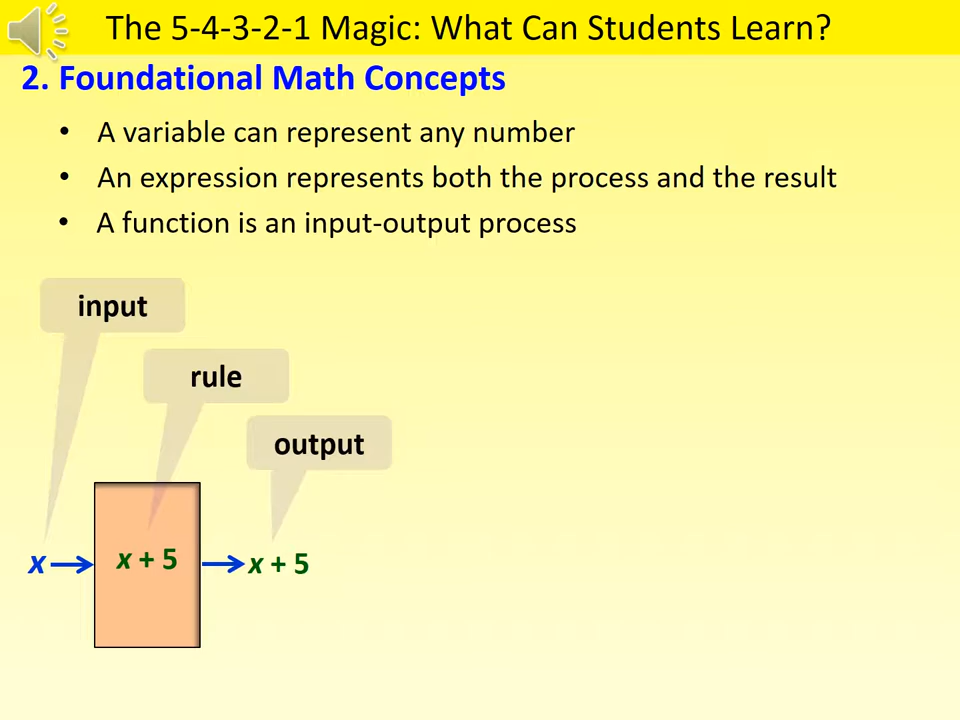 The 5-4-3-2-1 Magic: What Can Students Learn?
2. Foundational Math Concepts
• A variable can represent any number
• An expression represents both the process and the result
• A function is an input-output process
input
rule
output
x
x + 5
x + 5